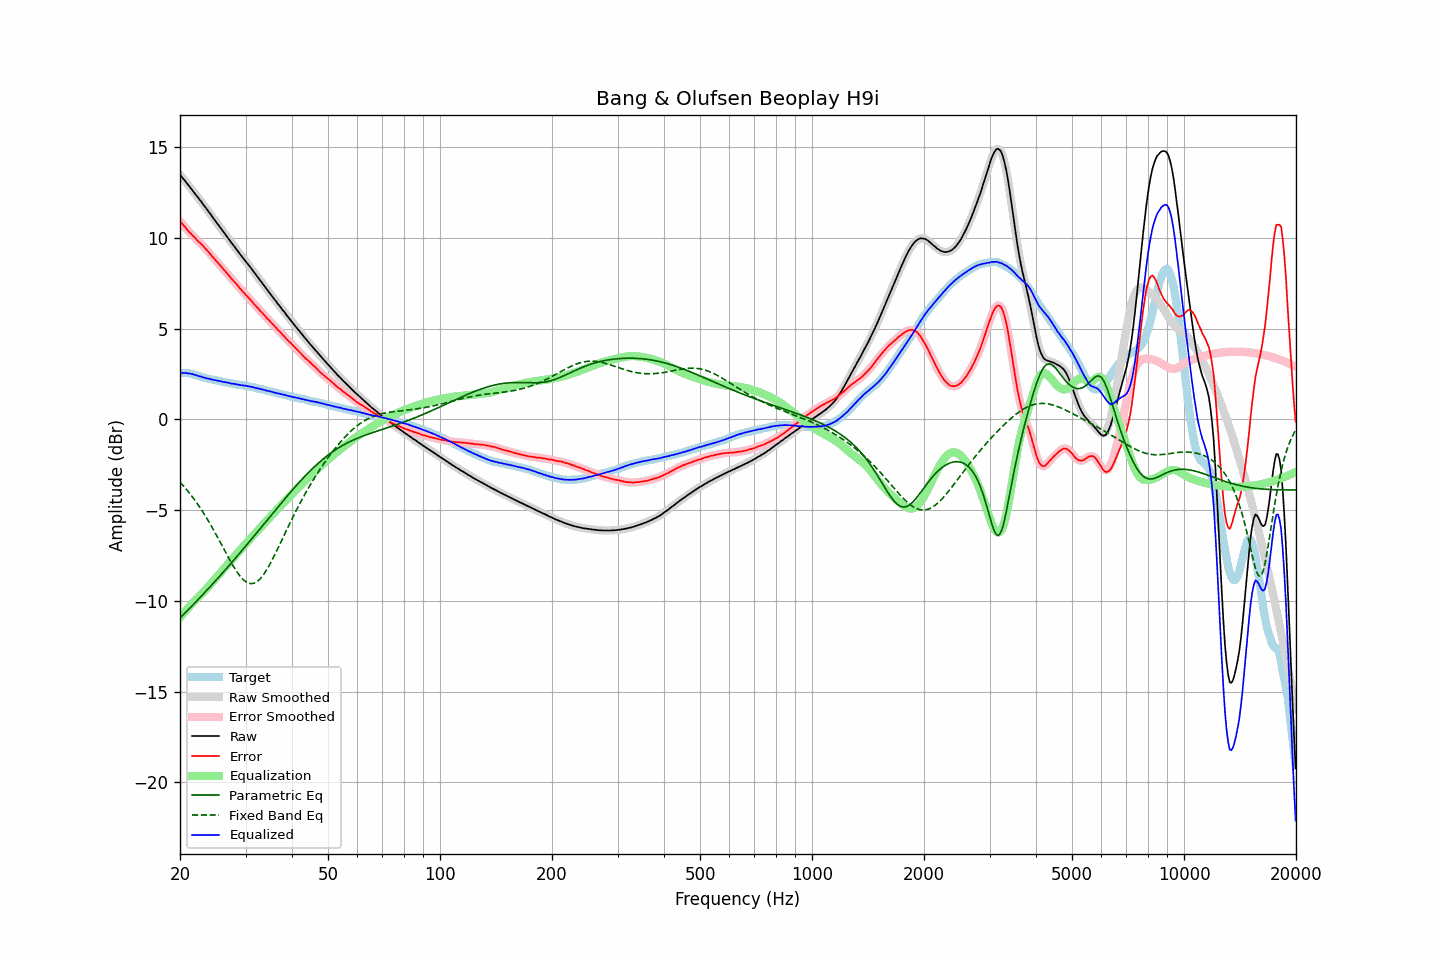 Bang & Olufsen Beoplay H9i
Amplitude (dBr)
15
10
5
0
−5
−10
−15
−20
Target
Raw Smoothed
Error Smoothed
Raw
Error
Equalization
Parametric Eq
Fixed Band Eq
Equalized
20 50 100 200 500 1000 2000 5000 10000 20000
Frequency (Hz)